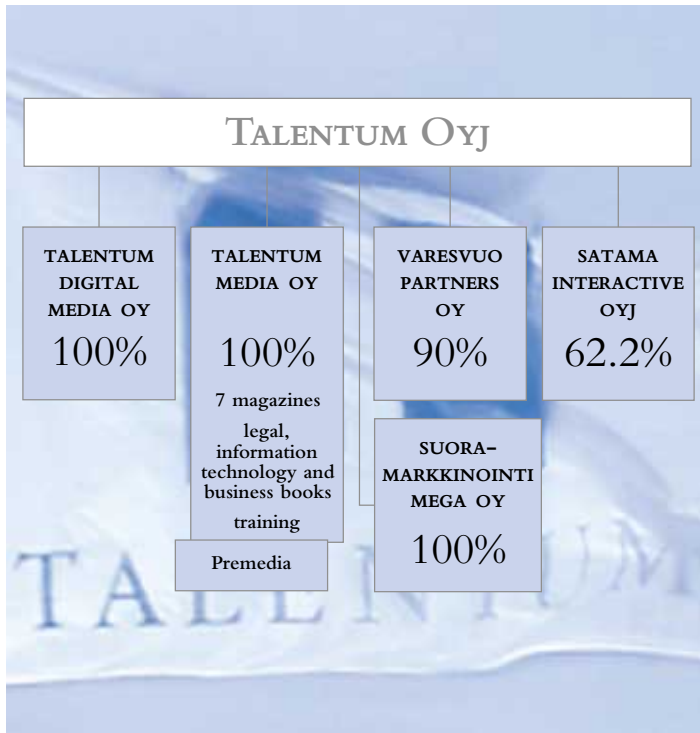 TALENTUM OYJ
TALENTUM
DIGITAL
MEDIA OY
100%
TALENTUM
MEDIA OY
100%
7 magazines
legal,
information
technology and
business books
training
Premedia
VARESVUO
PARTNERS
OY
90%
SATAMA
INTERACTIVE
OYJ
62.2%
SUORA-
MARKKINOINTI
MEGA OY
100%
TALENTUM